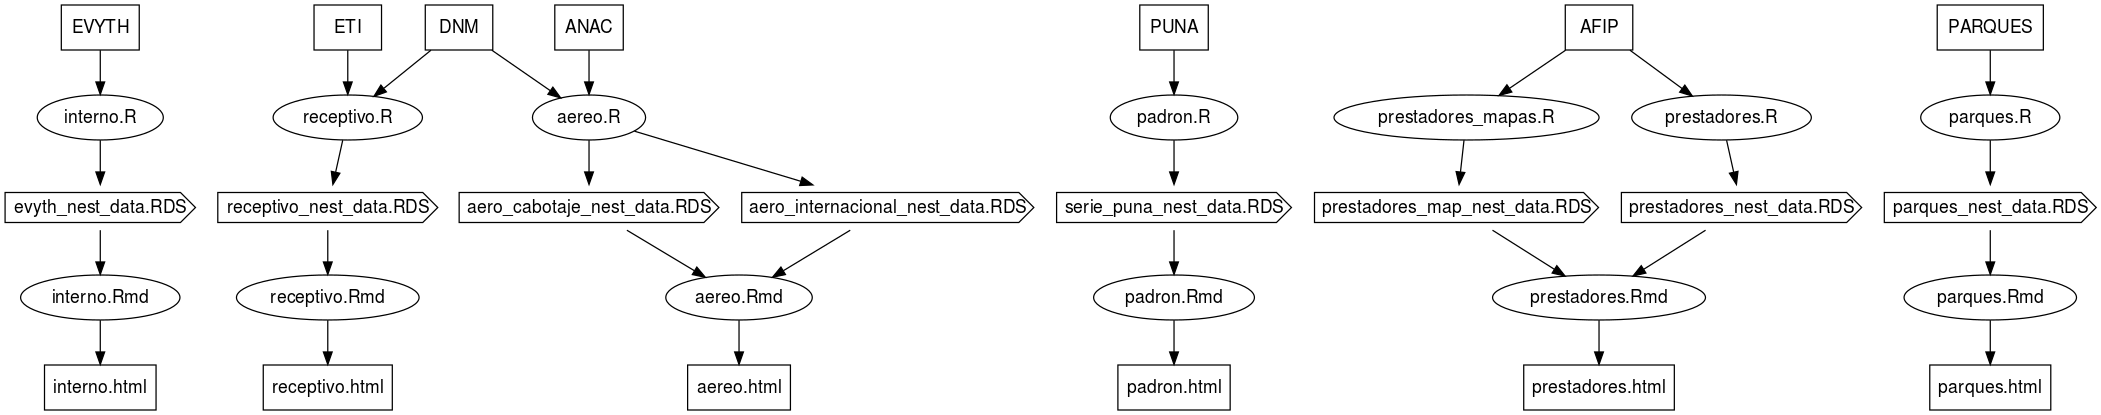 EVYTH
ETI
DNM
ANAC
PUNA
AFIP
PARQUES
interno.R
receptivo.R
aereo.R
padron.R
prestadores_mapas.R
prestadores.R
parques.R
evyth_nest_data.RDS
receptivo_nest_data.RDS
aero_cabotaje_nest_data.RDS
aero_internacional_nest_data.RDS
serie_puna_nest_data.RDS
prestadores_map_nest_data.RDS
prestadores_nest_data.RDS
parques_nest_data.RDS
interno.Rmd
receptivo.Rmd
aereo.Rmd
padron.Rmd
prestadores.Rmd
parques.Rmd
interno.html
receptivo.html
aereo.html
padron.html
prestadores.html
parques.html